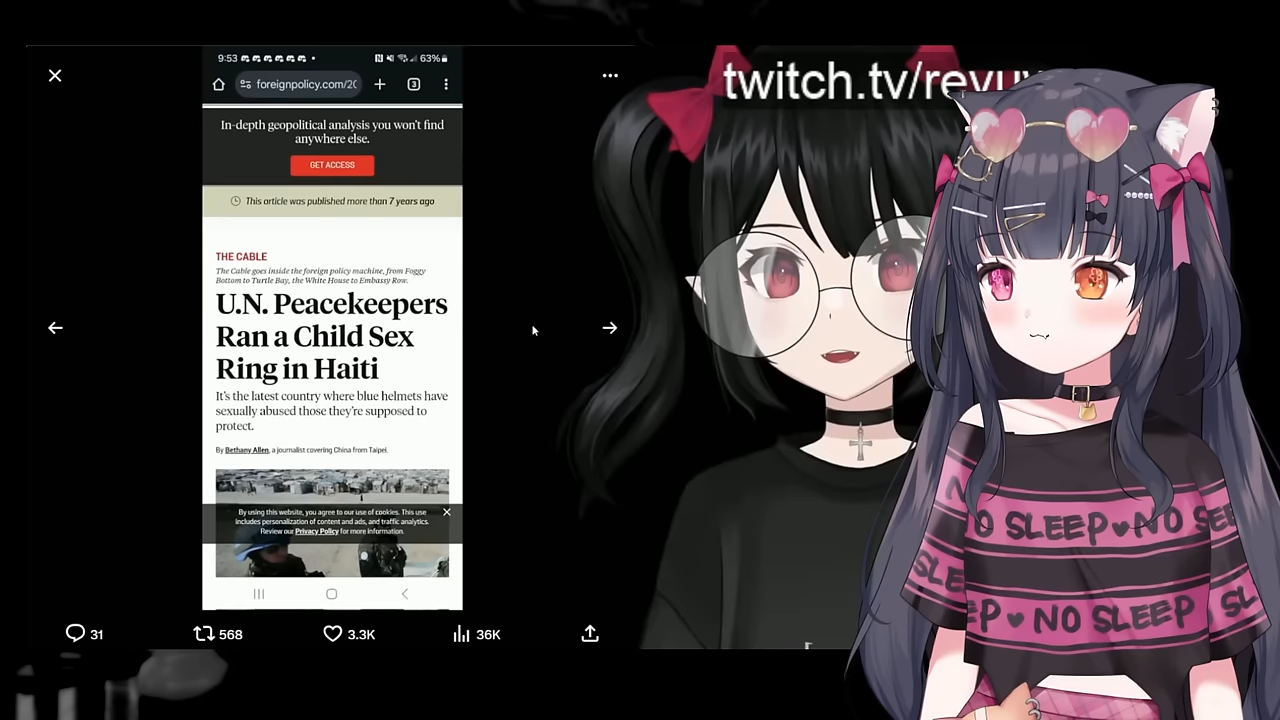 twitch.tv/revu
9:53
63%
foreignpolicy.com/20
3
In-depth geopolitical analysis you won't find
anywhere else.
GET ACCESS
This article was published more than 7 years ago
THE CABLE
The Cable goes inside the foreign policy machine, from Foggy
Bottom to Turtle Bay, the White House to Embassy Row.
U.N. Peacekeepers
Ran a Child Sex
Ring in Haiti
It's the latest country where blue helmets have
sexually abused those they're supposed to
protect.
By Bethany Allen, a journalist covering China from Taipei.
By using this website, you agree to our use of cookies. This use
includes personalization of content and ads, and traffic analytics.
Review our Privacy Policy for more information.
31
568
3.3K
36K
NO SLEEP♥NO SLE
SLE
EP♥NO SLEEP♥SL